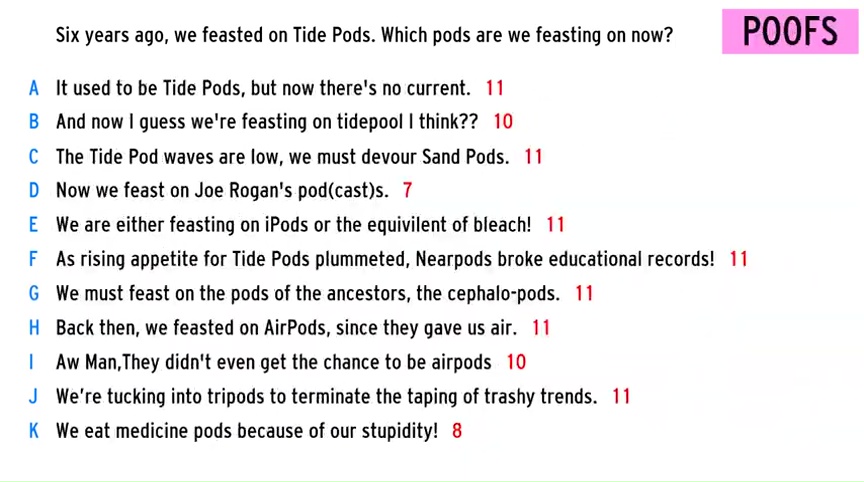 Six years ago, we feasted on Tide Pods. Which pods are we feasting on now?
POOFS
A It used to be Tide Pods, but now there's no current. 11
B And now I guess we're feasting on tidepool I think?? 10
C The Tide Pod waves are low, we must devour Sand Pods. 11
D Now we feast on Joe Rogan's pod(cast)s. 7
E We are either feasting on iPods or the equivilent of bleach! 11
F As rising appetite for Tide Pods plummeted, Nearpods broke educational records! 11
G We must feast on the pods of the ancestors, the cephalo-pods. 11
H Back then, we feasted on AirPods, since they gave us air. 11
I Aw Man,They didn't even get the chance to be airpods 10
J We're tucking into tripods to terminate the taping of trashy trends. 11
K We eat medicine pods because of our stupidity! 8